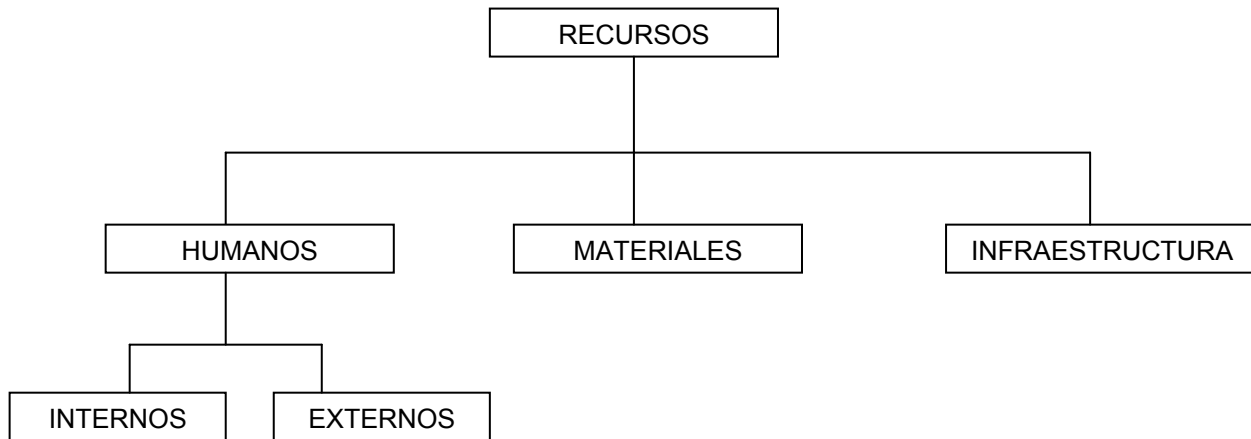 RECURSOS
HUMANOS
MATERIALES
INFRAESTRUCTURA
INTERNOS
EXTERNOS